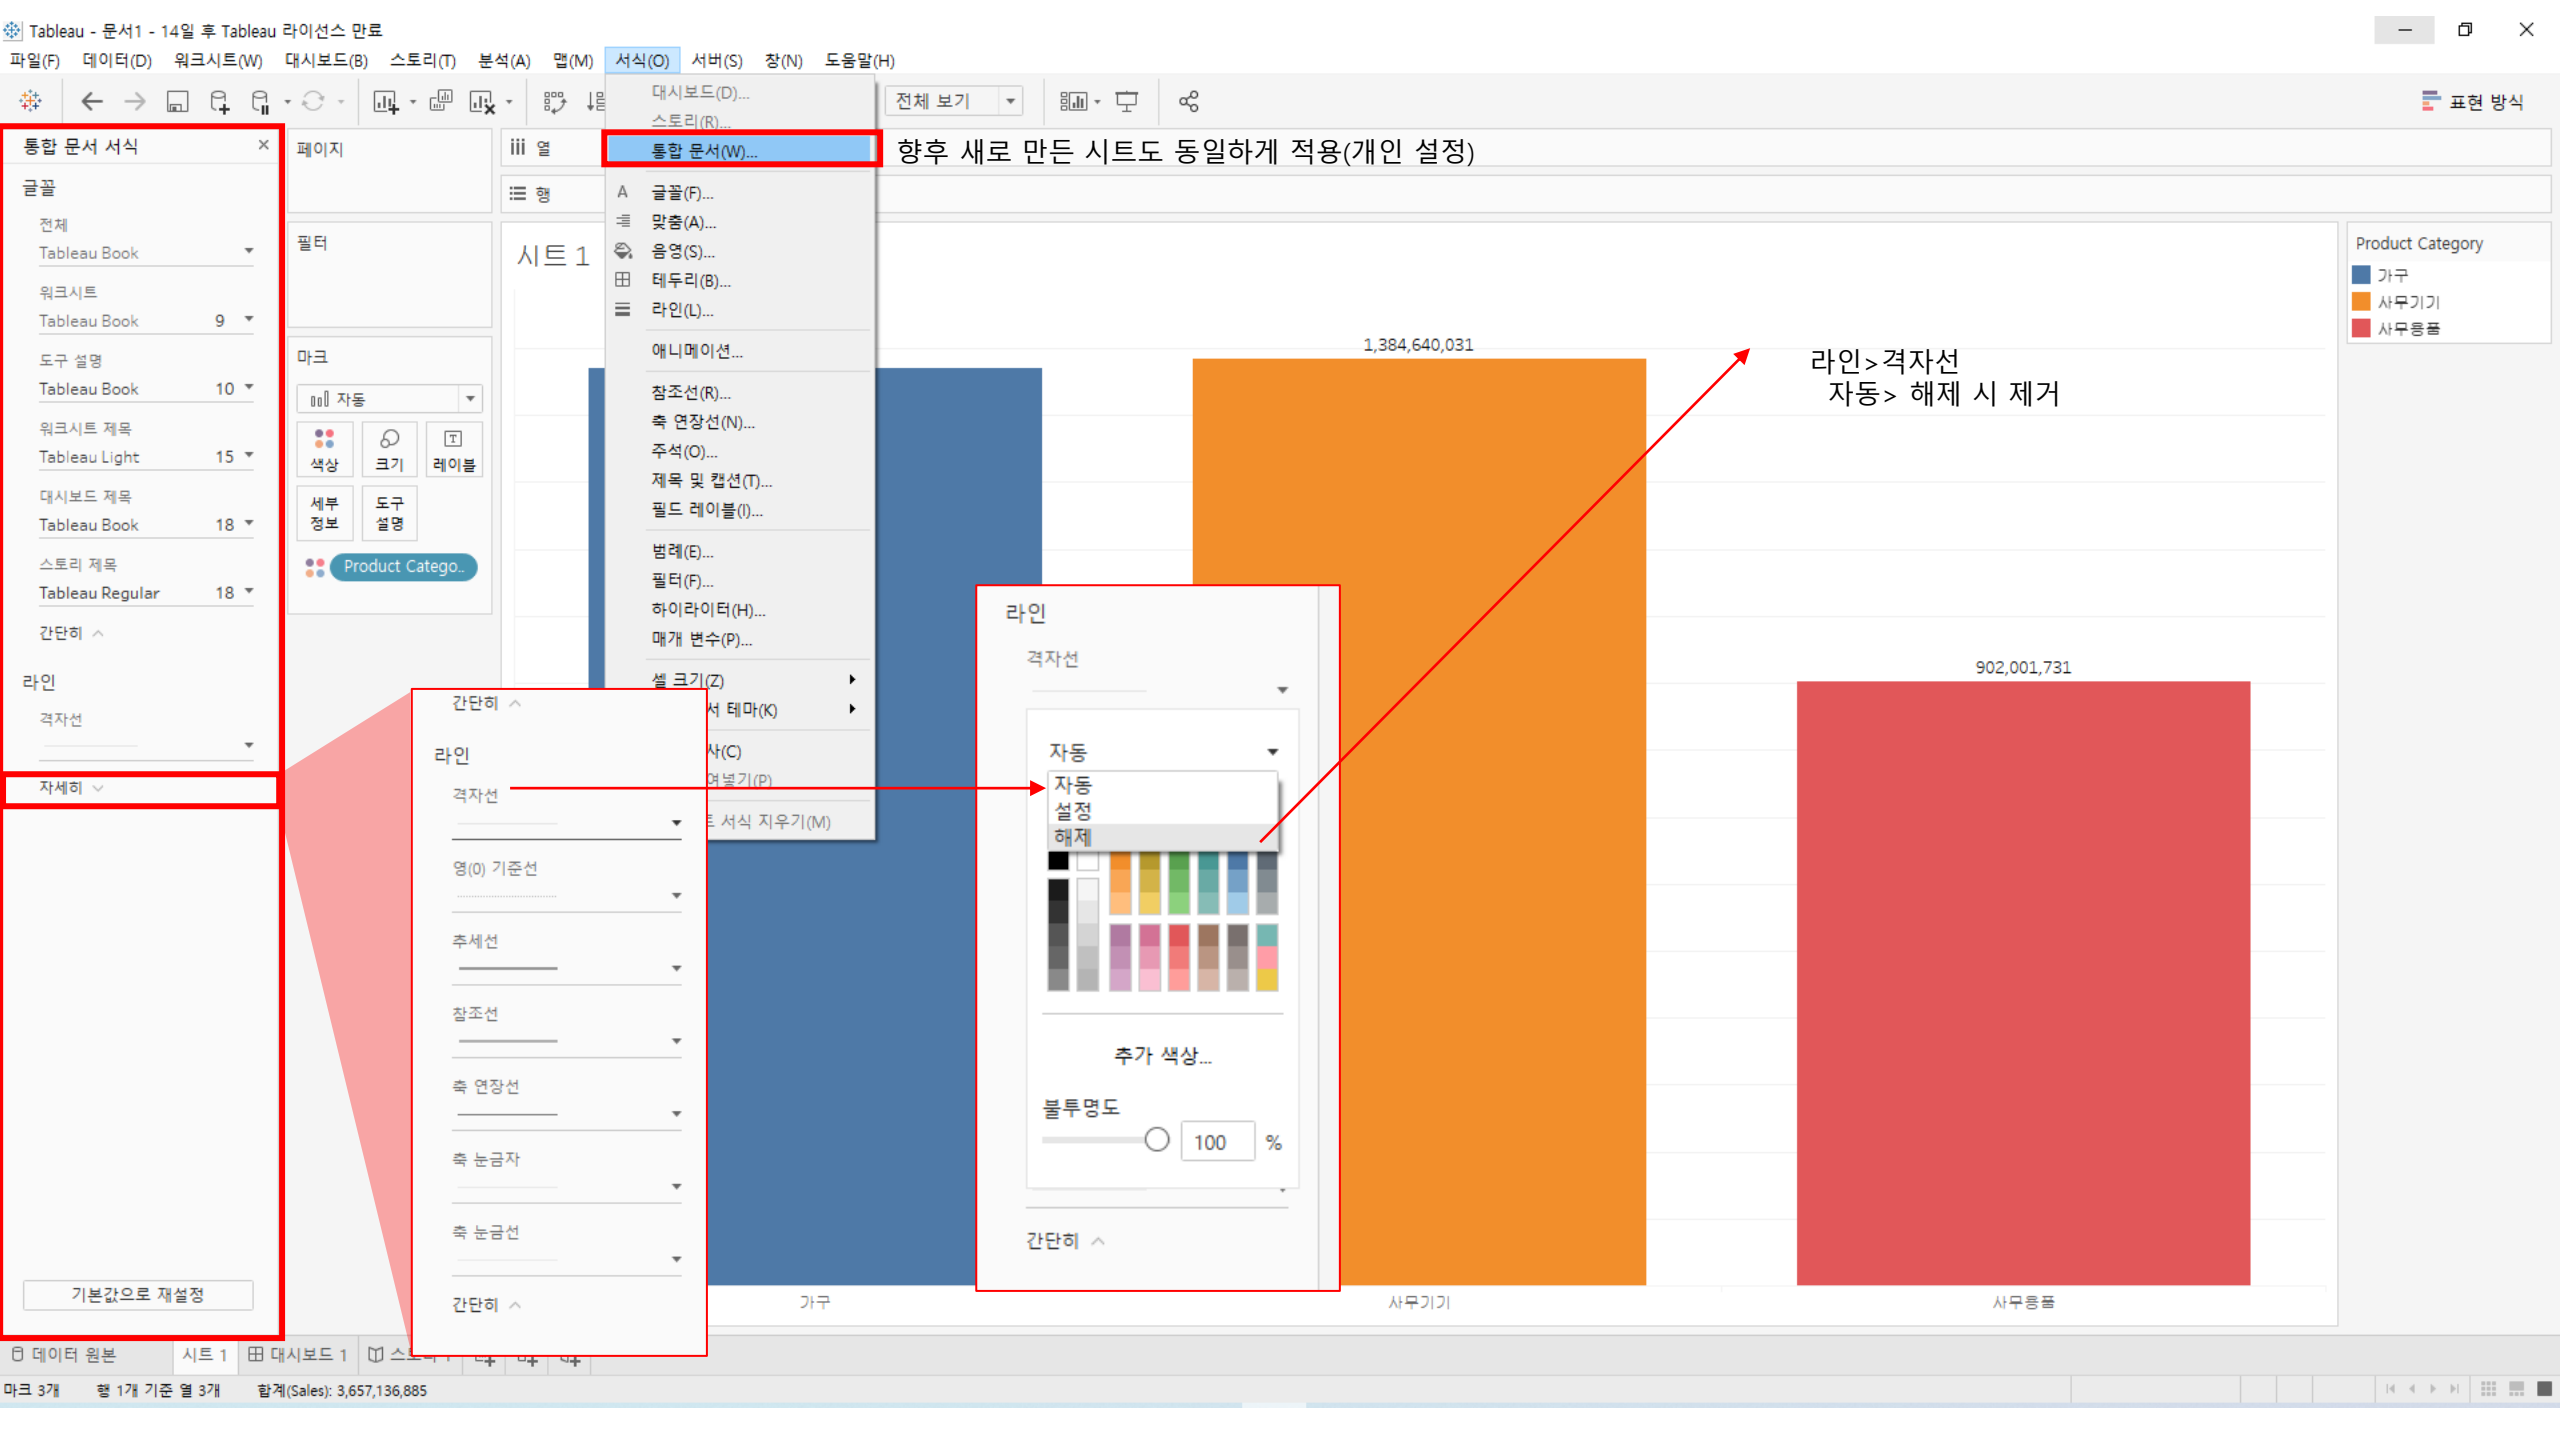 Tableau - 문서1 - 14일 후 Tableau 라이선스 만료
파일(F) 데이터(D) 워크시트(W) 대시보드(B) 스토리(T) 분석(A) 맵(M) 서식(O) 서버(S) 창(N) 도움말(H)
전체 보기
표현 방식
통합 문서 서식
글꼴
전체
Tableau Book
워크시트
Tableau Book 9
도구 설명
Tableau Book 10
워크시트 제목
Tableau Light 15
대시보드 제목
Tableau Book 18
스토리 제목
Tableau Regular 18
간단히
라인
격자선
자세히
기본값으로 재설정
페이지
필터
마크
자동
색상 크기 레이블
세부 정보
도구 설명
Product Catego..
iii 열
행
시트 1
대시보드(D)...
스토리(R)...
통합 문서(W)...
글꼴(F)...
맞춤(A)...
음영(S)...
테두리(B)...
라인(L)...
애니메이션...
참조선(R)...
축 연장선(N)...
주석(O)...
제목 및 캡션(T)...
필드 레이블(I)...
범례(E)...
필터(F)...
하이라이터(H)...
매개 변수(P)...
셀 크기(Z)
서 테마(K)
사(C)
여넣기(P)
트 서식 지우기(M)
향후 새로 만든 시트도 동일하게 적용(개인 설정)
간단히
라인
격자선
영(0) 기준선
추세선
참조선
축 연장선
축 눈금자
축 눈금선
간단히
라인
격자선
자동
자동
설정
해제
추가 색상...
불투명도
100 %
간단히
라인>격자선
자동> 해제 시 제거
1,384,640,031
902,001,731
가구
사무기기
사무용품
Product Category
가구
사무기기
사무용품
데이터 원본 시트 1 대시보드 1
마크 3개 행 1개 기준 열 3개 합계(Sales): 3,657,136,885